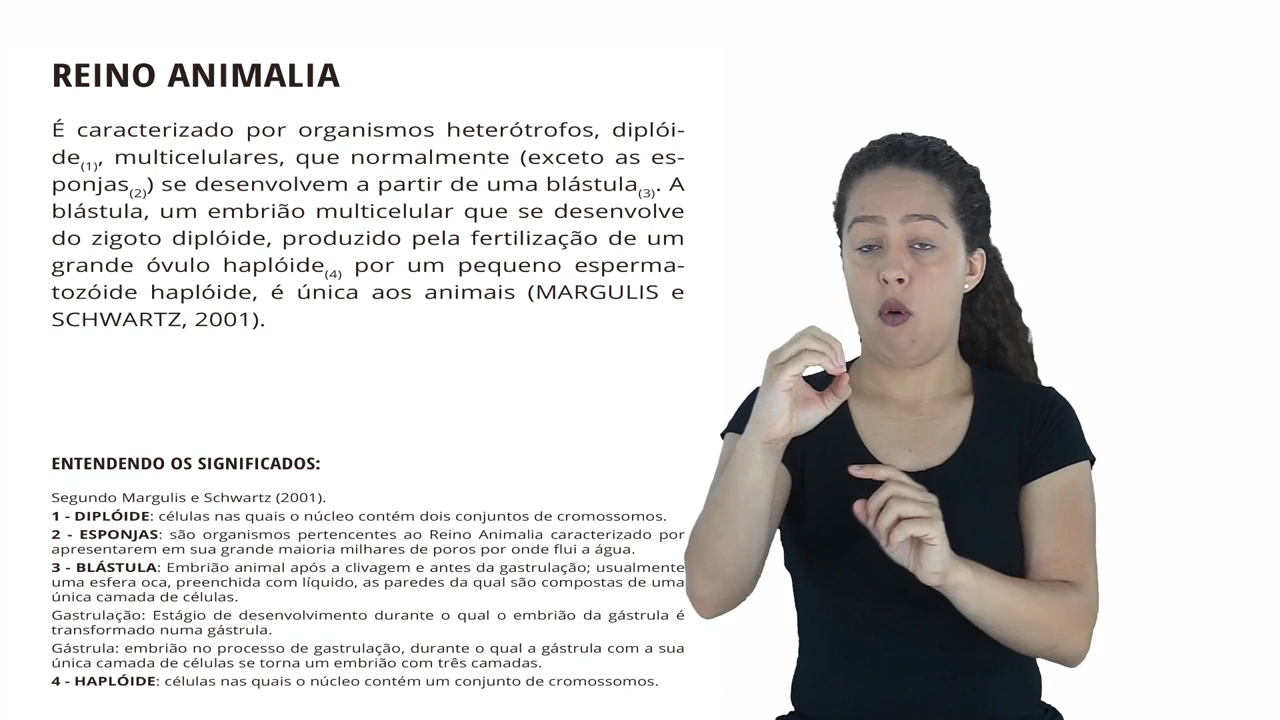 REINO ANIMALIA
É caracterizado por organismos heterótrofos, diplói-
de(1), multicelulares, que normalmente (exceto as es-
ponjas(2)) se desenvolvem a partir de uma blástula(3). A
blástula, um embrião multicelular que se desenvolve
do zigoto diplóide, produzido pela fertilização de um
grande óvulo haplóide(4) por um pequeno esperma-
tozóide haplóide, é única aos animais (MARGULIS e
SCHWARTZ, 2001).
ENTENDENDO OS SIGNIFICADOS:
Segundo Margulis e Schwartz (2001).
1 - DIPLÓIDE: células nas quais o núcleo contém dois conjuntos de cromossomos.
2 - ESPONJAS: são organismos pertencentes ao Reino Animalia caracterizado por
apresentarem em sua grande maioria milhares de poros por onde flui a água.
3 - BLÁSTULA: Embrião animal após a clivagem e antes da gastrulação; usualmente
uma esfera oca, preenchida com líquido, as paredes da qual são compostas de uma
única camada de células.
Gastrulação: Estágio de desenvolvimento durante o qual o embrião da gástrula é
transformado numa gástrula.
Gástrula: embrião no processo de gastrulação, durante o qual a gástrula com a sua
única camada de células se torna um embrião com três camadas.
4 - HAPLÓIDE: células nas quais o núcleo contém um conjunto de cromossomos.